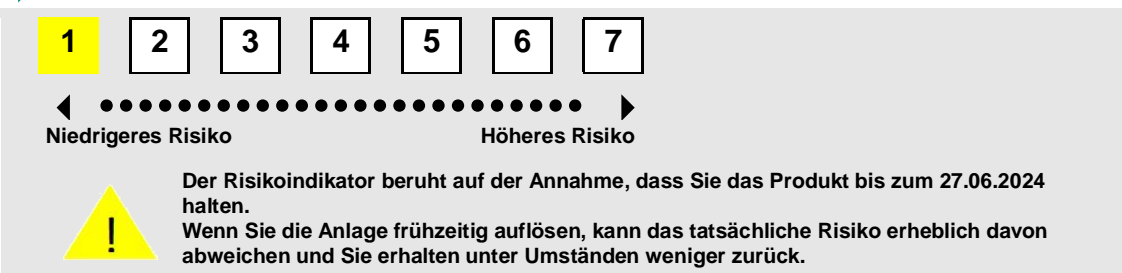 1 2 3 4 5 6 7
Niedrigeres Risiko Höheres Risiko
Der Risikoindikator beruht auf der Annahme, dass Sie das Produkt bis zum 27.06.2024
halten.
! Wenn Sie die Anlage frühzeitig auflösen, kann das tatsächliche Risiko erheblich davon
abweichen und Sie erhalten unter Umständen weniger zurück.